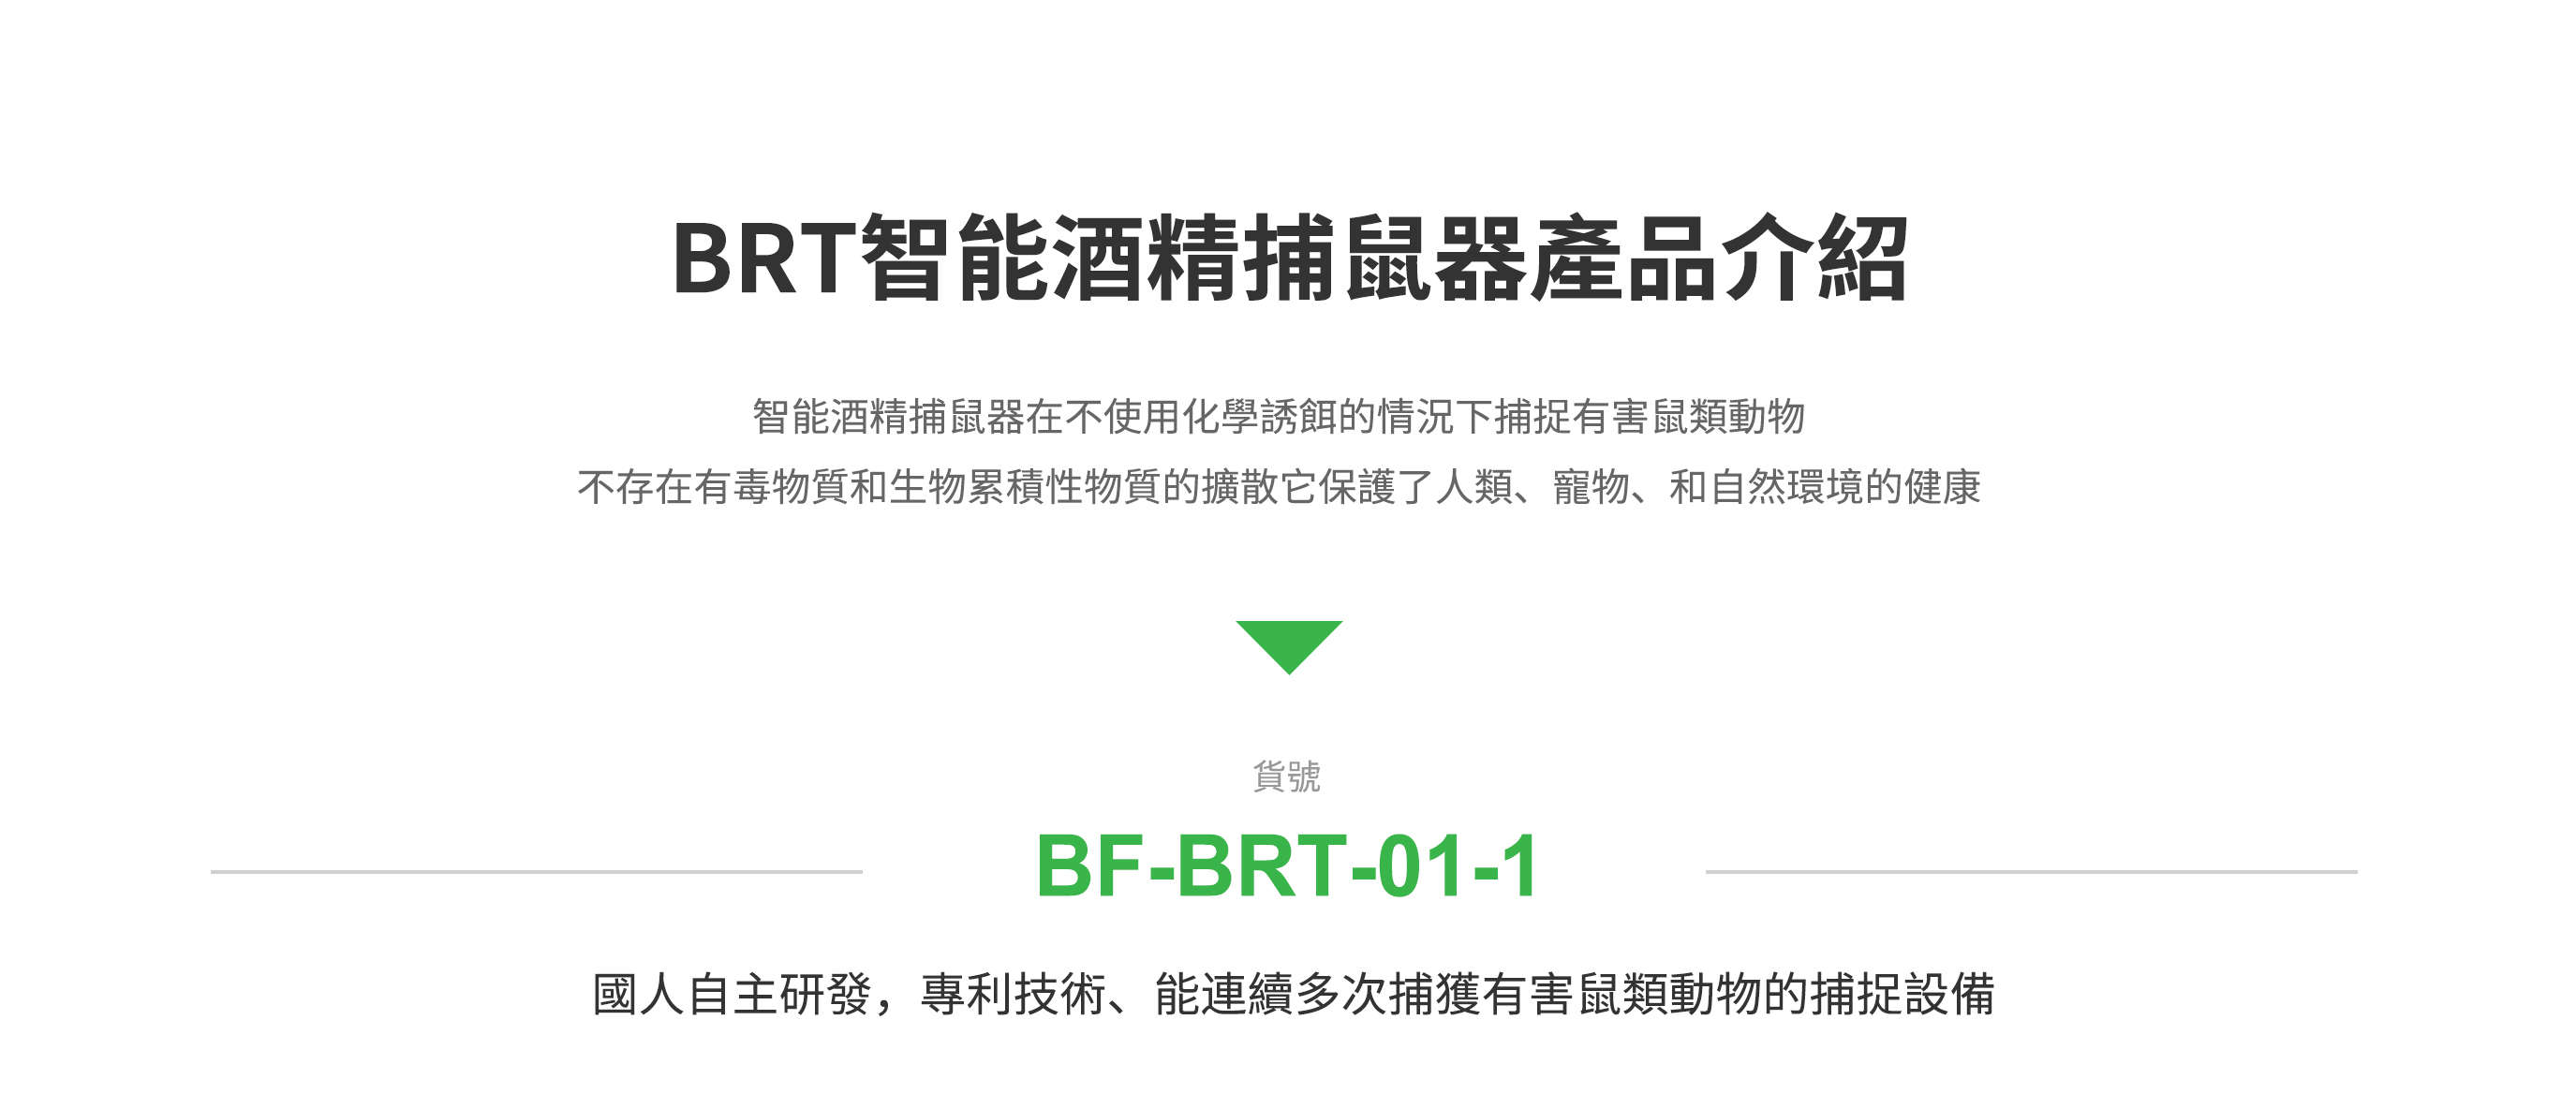 BRT智能酒精捕鼠器產品介紹
智能酒精捕鼠器在不使用化學誘餌的情況下捕捉有害鼠類動物
不存在有毒物質和生物累積性物質的擴散它保護了人類、寵物、和自然環境的健康
貨號
BF-BRT-01-1
國人自主研發，專利技術、能連續多次捕獲有害鼠類動物的捕捉設備